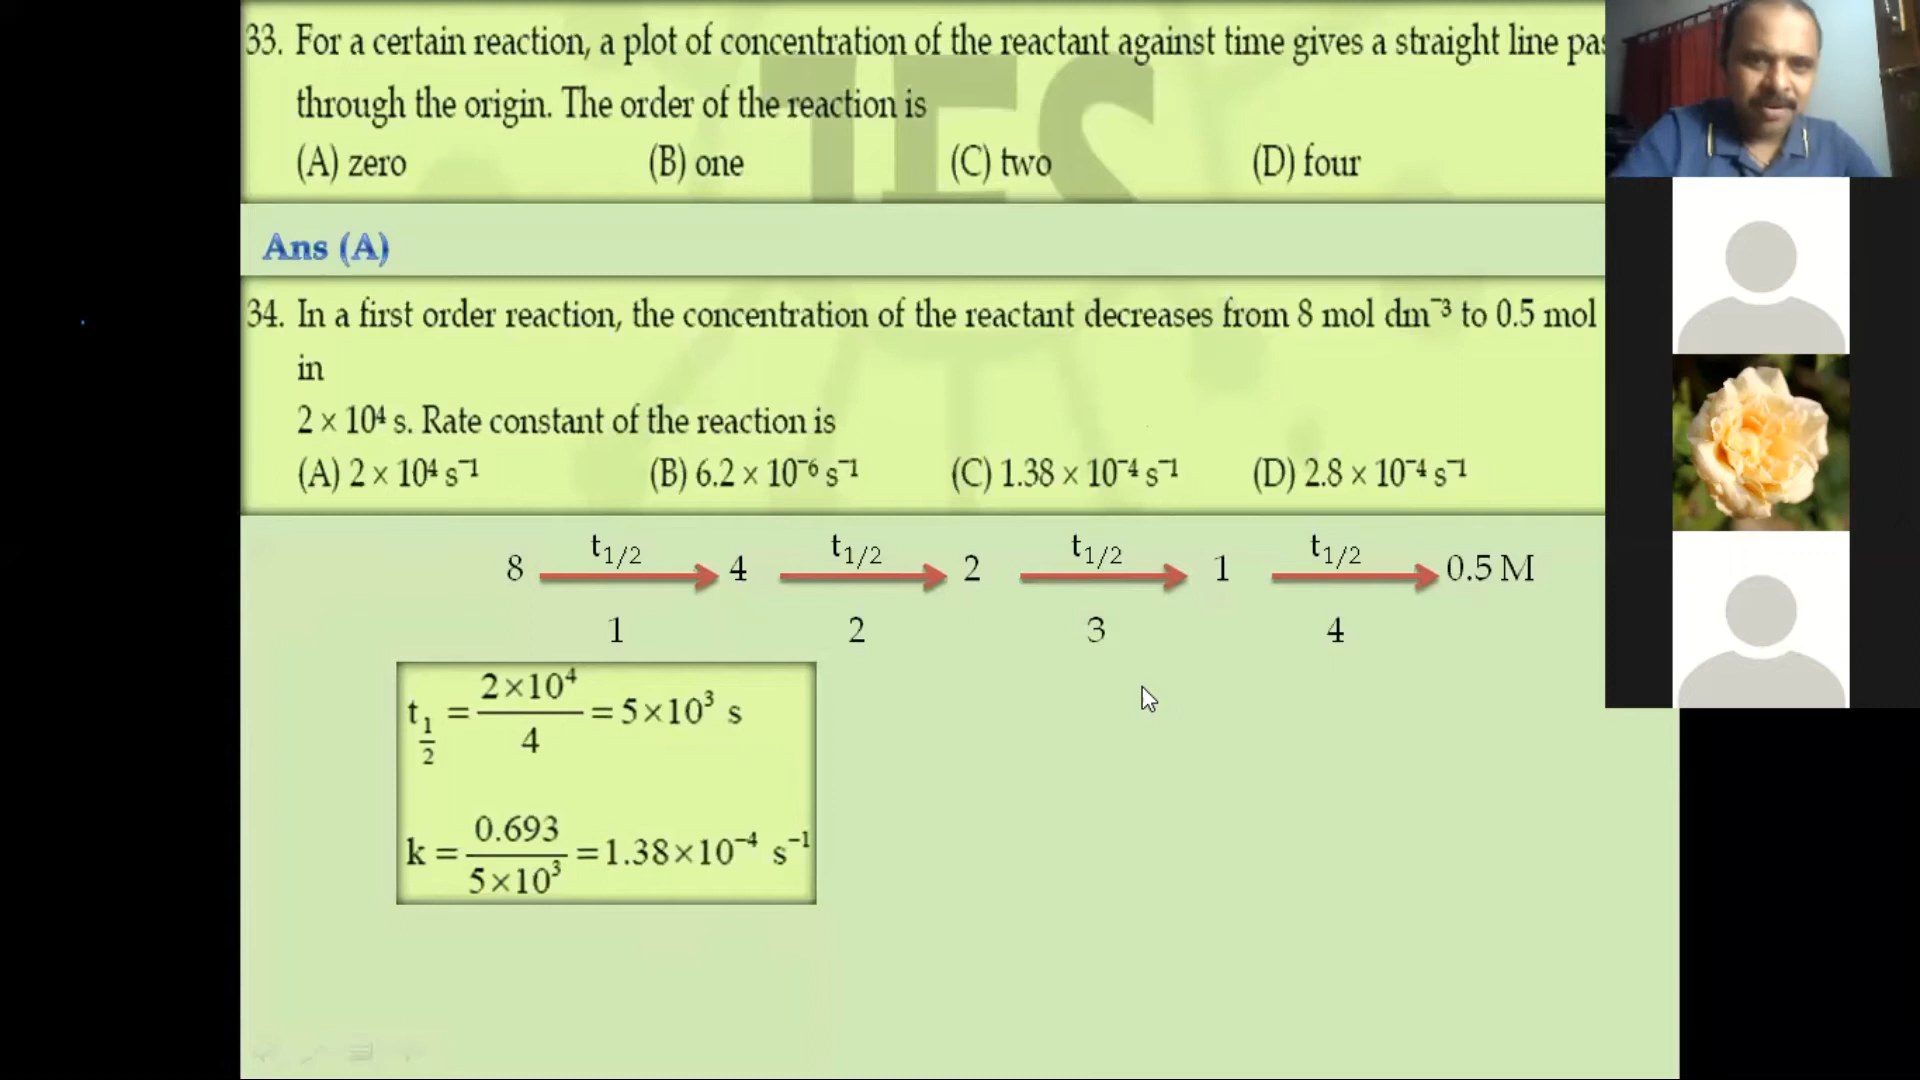 33. For a certain reaction, a plot of concentration of the reactant against time gives a straight line pas
through the origin. The order of the reaction is
(A) zero (B) one (C) two (D) four
Ans (A)
34. In a first order reaction, the concentration of the reactant decreases from 8 mol dm⁻³ to 0.5 mol
in
2 × 10⁴ s. Rate constant of the reaction is
(A) 2 × 10⁴ s⁻¹ (B) 6.2 × 10⁻⁶ s⁻¹ (C) 1.38 × 10⁻⁴ s⁻¹ (D) 2.8 × 10⁻⁴ s⁻¹
t1/2 t1/2 t1/2 t1/2
8 4 2 1 0.5 M
1 2 3 4
t1/2 = 2×10⁴/4 = 5×10³ s
k = 0.693/5×10³ = 1.38×10⁻⁴ s⁻¹